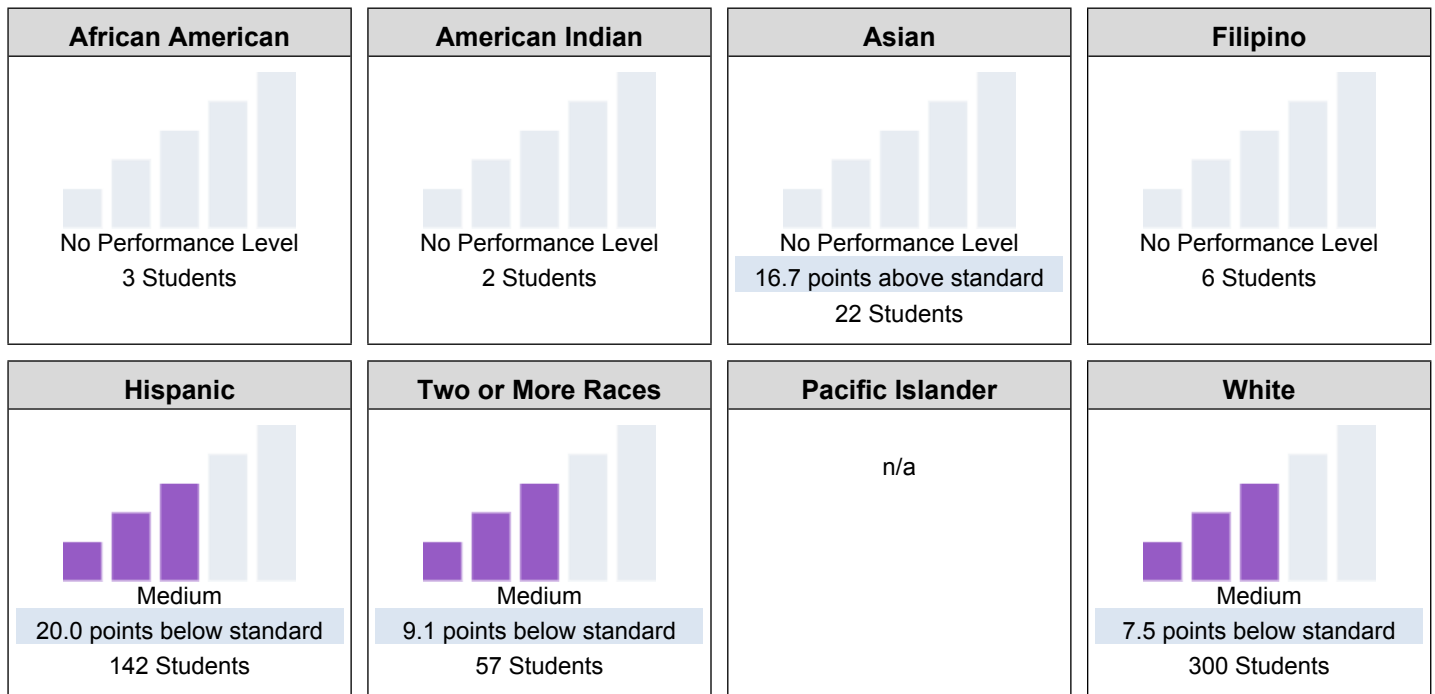 African American
No Performance Level
3 Students
American Indian
No Performance Level
2 Students
Asian
No Performance Level
16.7 points above standard
22 Students
Filipino
No Performance Level
6 Students
Hispanic
Medium
20.0 points below standard
142 Students
Two or More Races
Medium
9.1 points below standard
57 Students
Pacific Islander
n/a
White
Medium
7.5 points below standard
300 Students